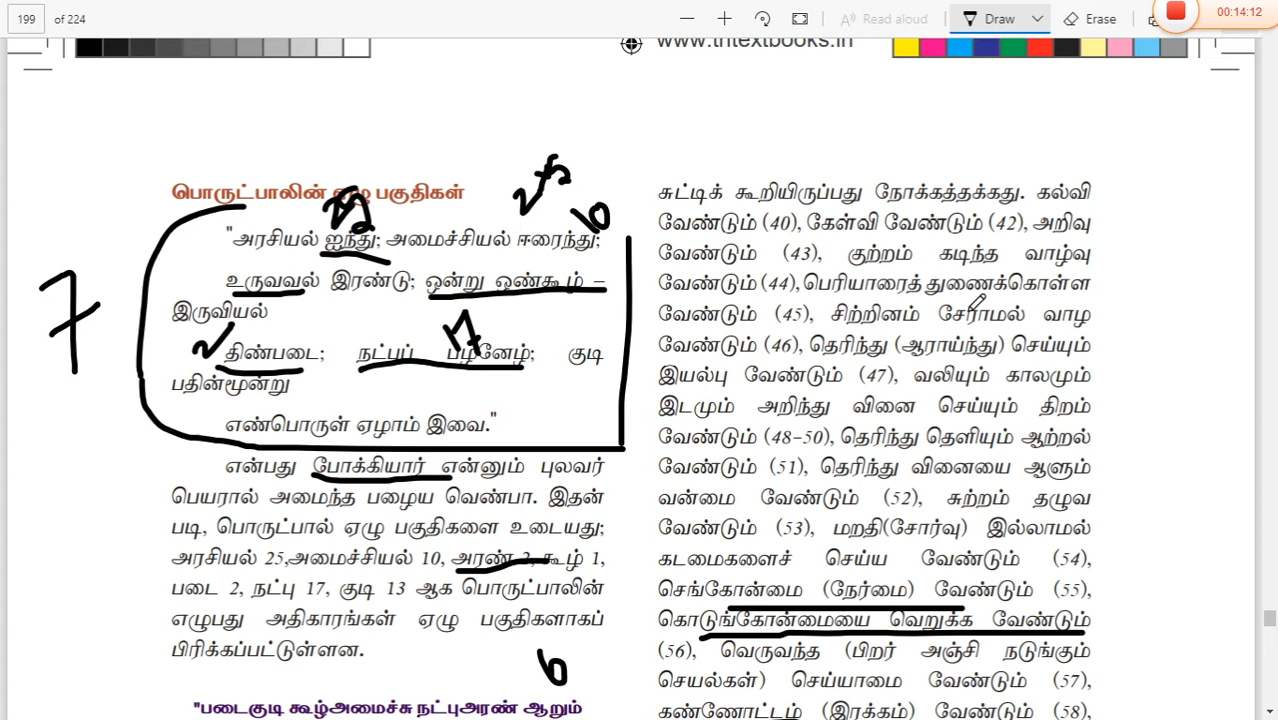 199 of 224
Read aloud
Draw
Erase
00:14:12
www.tntextbooks.in
பொருட்பாலின் ஏழு பகுதிகள்
25
10
"அரசியல் ஐந்து; அமைச்சியல் ஈரைந்து;
உருவவல் இரண்டு; ஒன்று ஒண்கூழ் –
இருவியல்
17
திண்படை; நட்புப் பழனேழ்; குடி
பதின்மூன்று
எண்பொருள் ஏழாம் இவை."
7
என்பது போக்கியார் என்னும் புலவர்
பெயரால் அமைந்த பழைய வெண்பா. இதன்
படி, பொருட்பால் ஏழு பகுதிகளை உடையது;
அரசியல் 25,அமைச்சியல் 10, அரண் 2, கூழ் 1,
படை 2, நட்பு 17, குடி 13 ஆக பொருட்பாலின்
எழுபது அதிகாரங்கள் ஏழு பகுதிகளாகப்
பிரிக்கப்பட்டுள்ளன.
6
"படைகுடி கூழ்அமைச்சு நட்புஅரண் ஆறும்
சுட்டிக் கூறியிருப்பது நோக்கத்தக்கது. கல்வி
வேண்டும் (40), கேள்வி வேண்டும் (42), அறிவு
வேண்டும் (43), குற்றம் கடிந்த வாழ்வு
வேண்டும் (44),பெரியாரைத் துணைக்கொள்ள
வேண்டும் (45), சிற்றினம் சேராமல் வாழ
வேண்டும் (46), தெரிந்து (ஆராய்ந்து) செய்யும்
இயல்பு வேண்டும் (47), வலியும் காலமும்
இடமும் அறிந்து வினை செய்யும் திறம்
வேண்டும் (48-50), தெரிந்து தெளியும் ஆற்றல்
வேண்டும் (51), தெரிந்து வினையை ஆளும்
வன்மை வேண்டும் (52), சுற்றம் தழுவ
வேண்டும் (53), மறதி(சோர்வு) இல்லாமல்
கடமைகளைச் செய்ய வேண்டும் (54),
செங்கோன்மை (நேர்மை) வேண்டும் (55),
கொடுங்கோன்மையை வெறுக்க வேண்டும்
(56), வெருவந்த (பிறர் அஞ்சி நடுங்கும்
செயல்கள்) செய்யாமை வேண்டும் (57),
கண்ணோட்டம் (இரக்கம்) வேண்டும் (58),